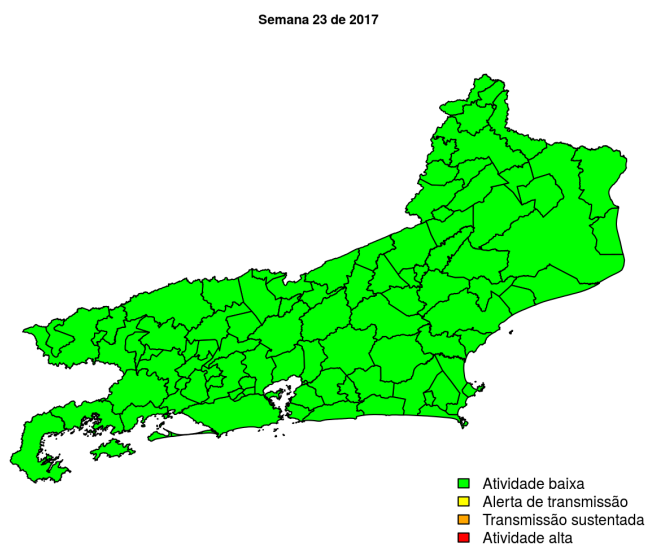 Semana 23 de 2017
Atividade baixa
Alerta de transmissão
Transmissão sustentada
Atividade alta